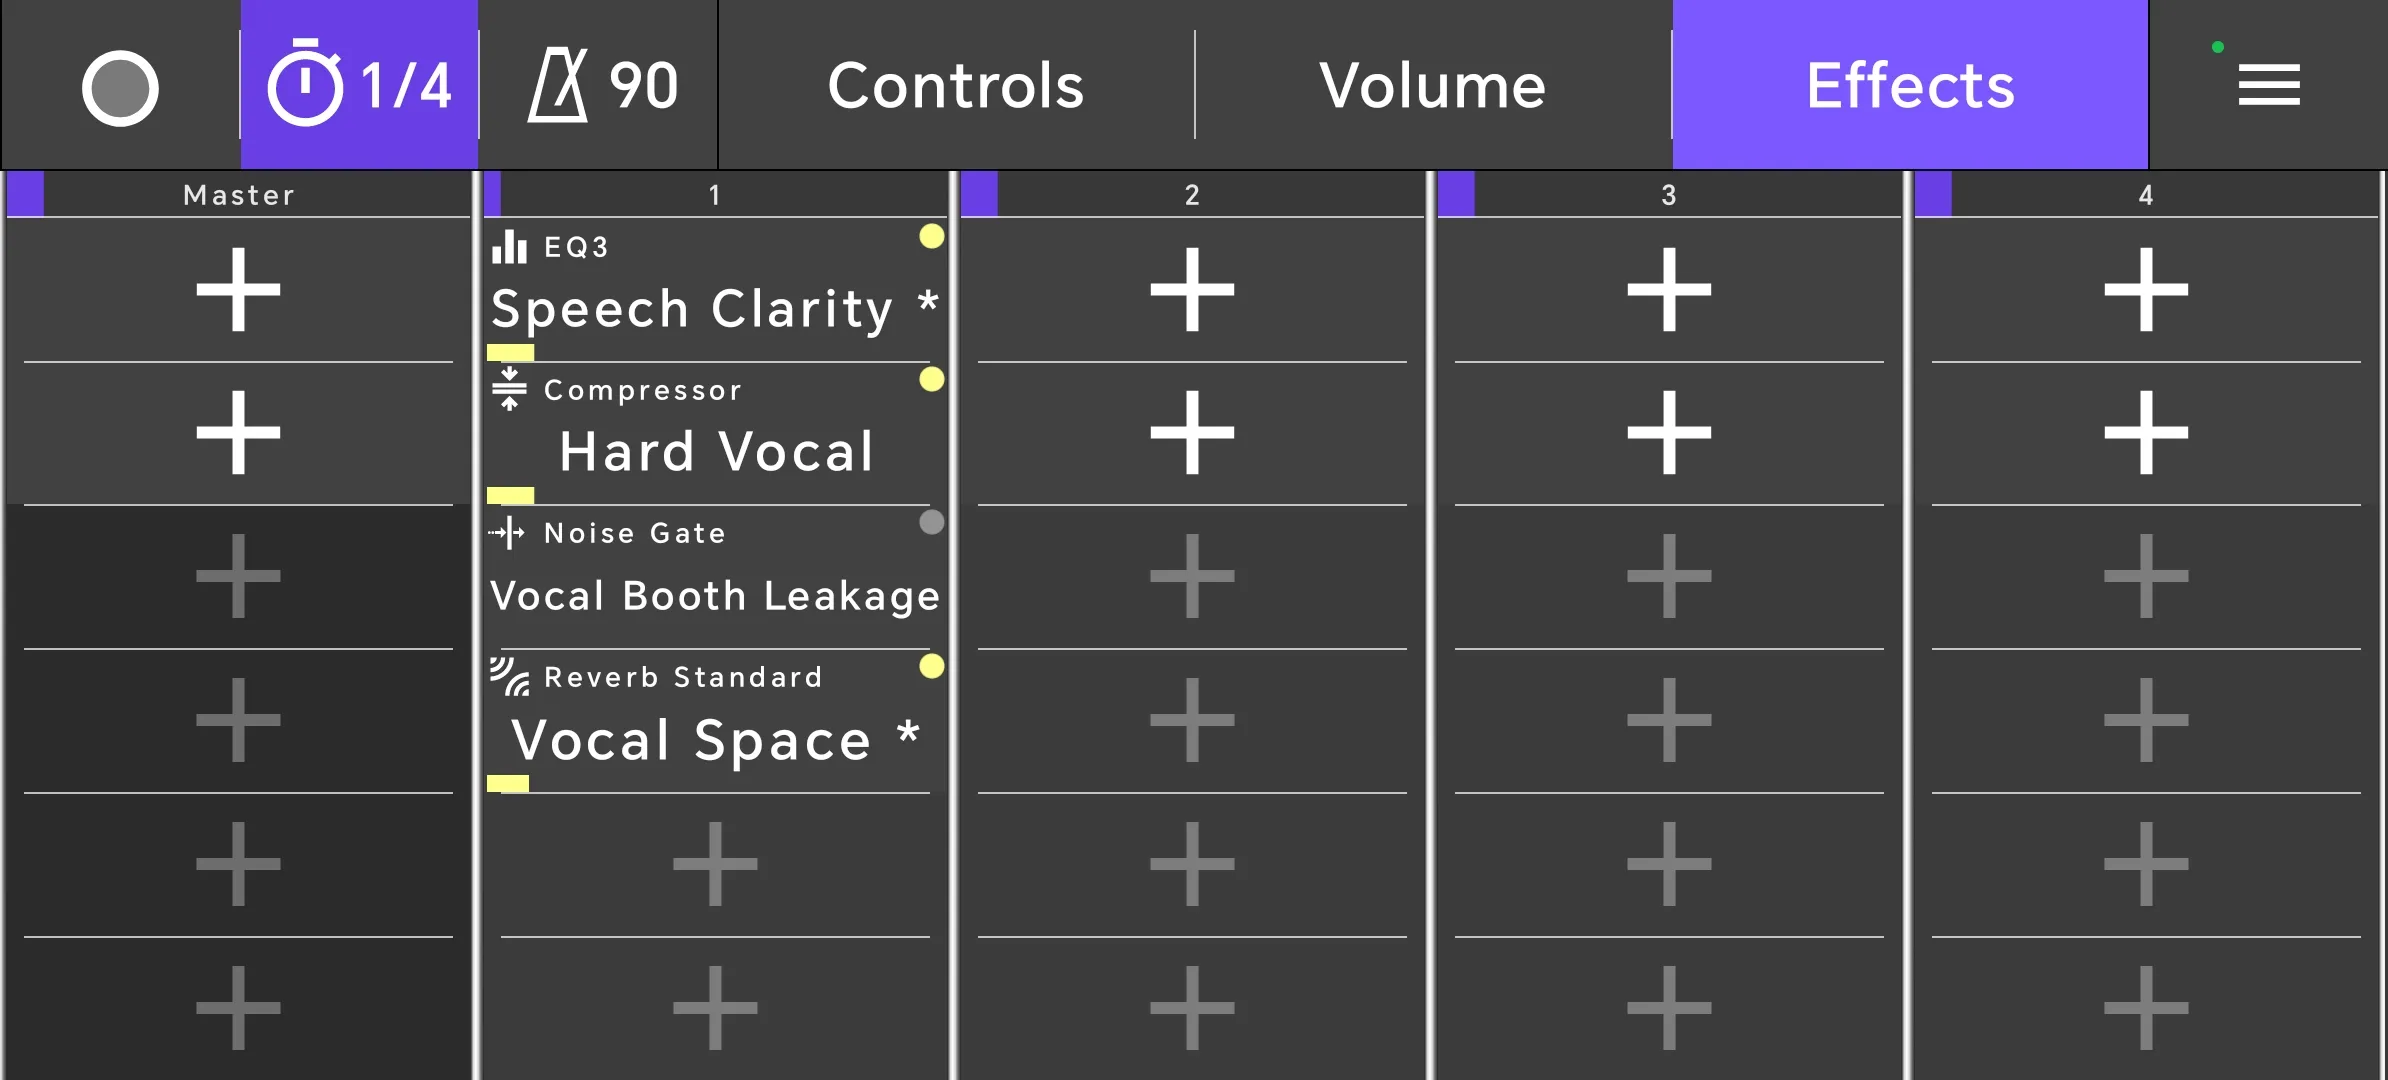 1/4
90
Controls
Volume
Effects
Master
1
2
3
4
EQ3
Speech Clarity *
Compressor
Hard Vocal
Noise Gate
Vocal Booth Leakage
Reverb Standard
Vocal Space *